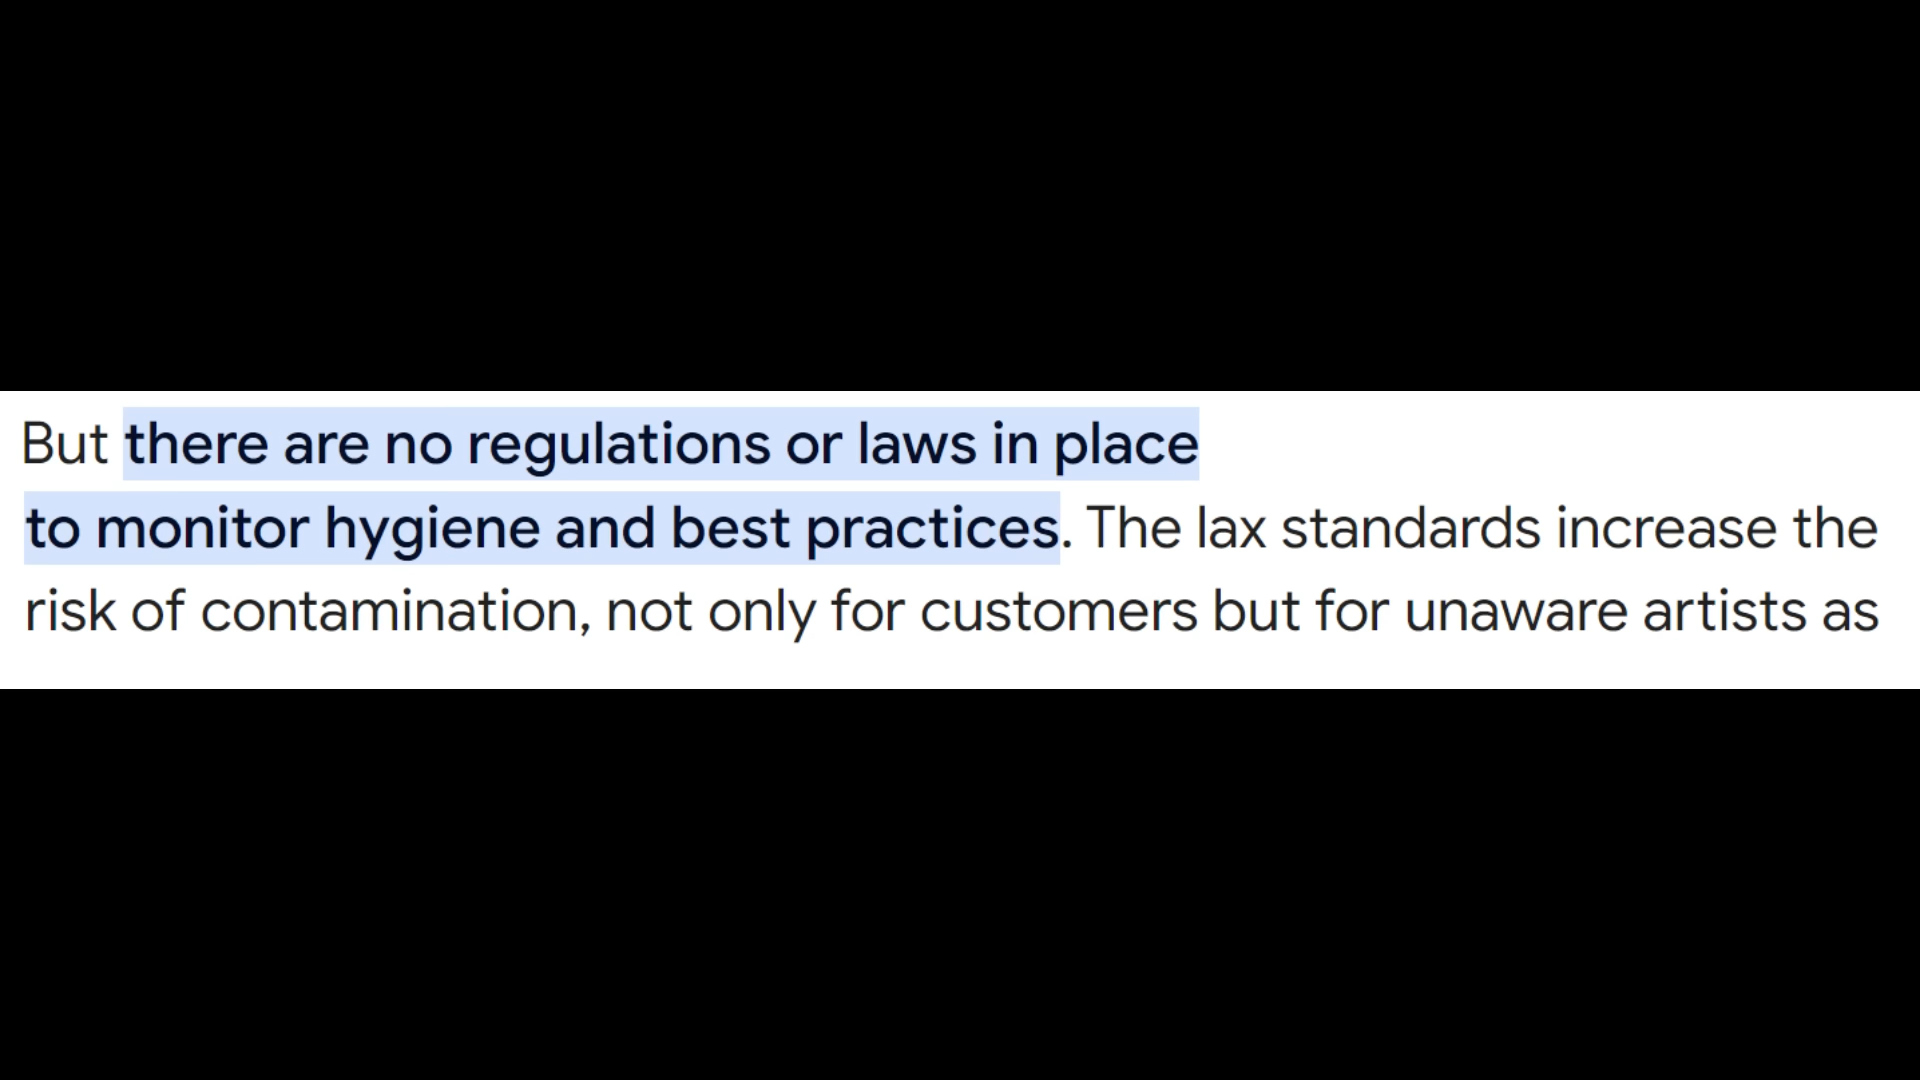 But there are no regulations or laws in place
to monitor hygiene and best practices. The lax standards increase the
risk of contamination, not only for customers but for unaware artists as